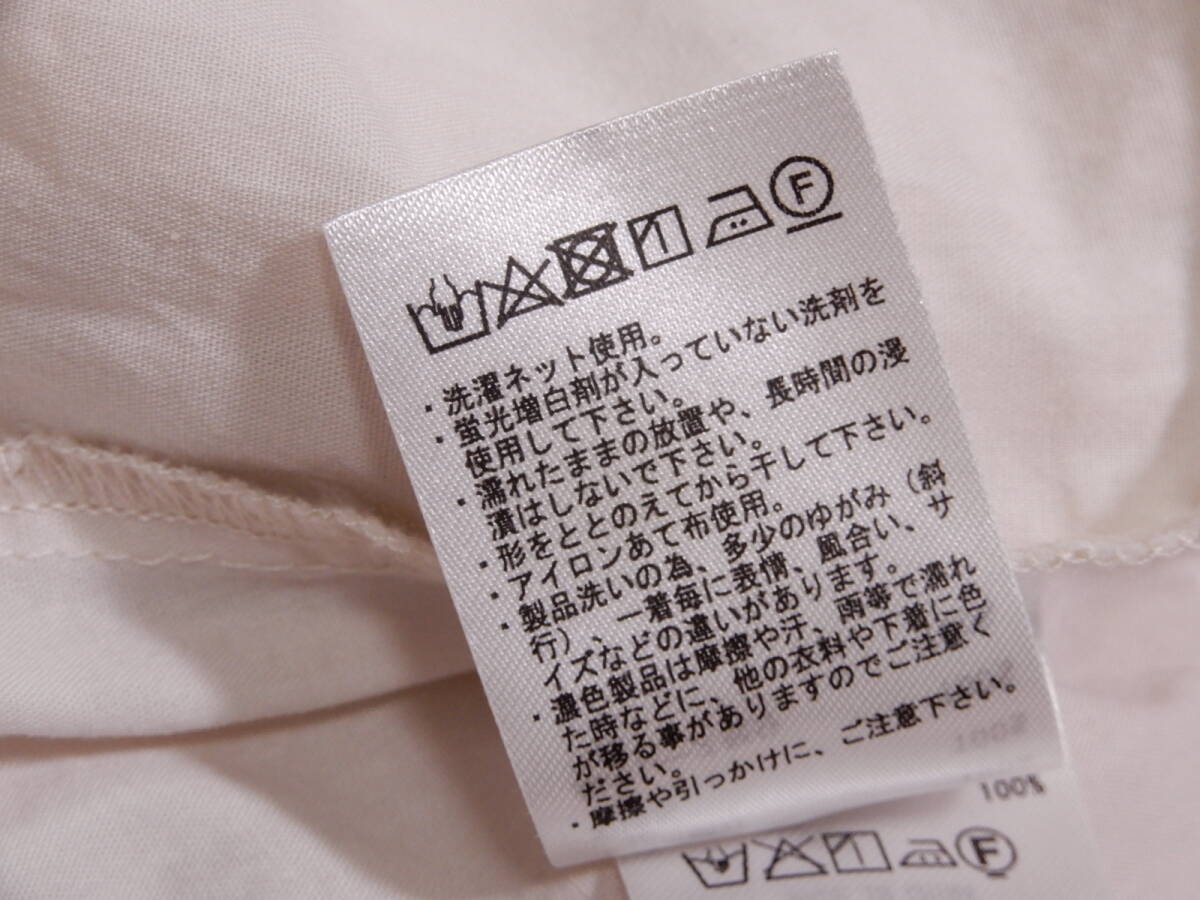 F
・洗濯ネット使用。
・蛍光増白剤が入っていない洗剤を
使用して下さい。
・濡れたままの放置や、長時間の浸
漬はしないで下さい。
・形をととのえてから干して下さい。
・アイロンあて布使用。
・製品洗いの為、多少のゆがみ（斜
行）、一着毎に表情、風合い、サ
イズなどの違いがあります。
・濃色製品は摩擦や汗、雨等で濡れ
た時などに、他の衣料や下着に色
が移る事がありますのでご注意く
ださい。
・摩擦や引っかけに、ご注意下さい。
100%
F